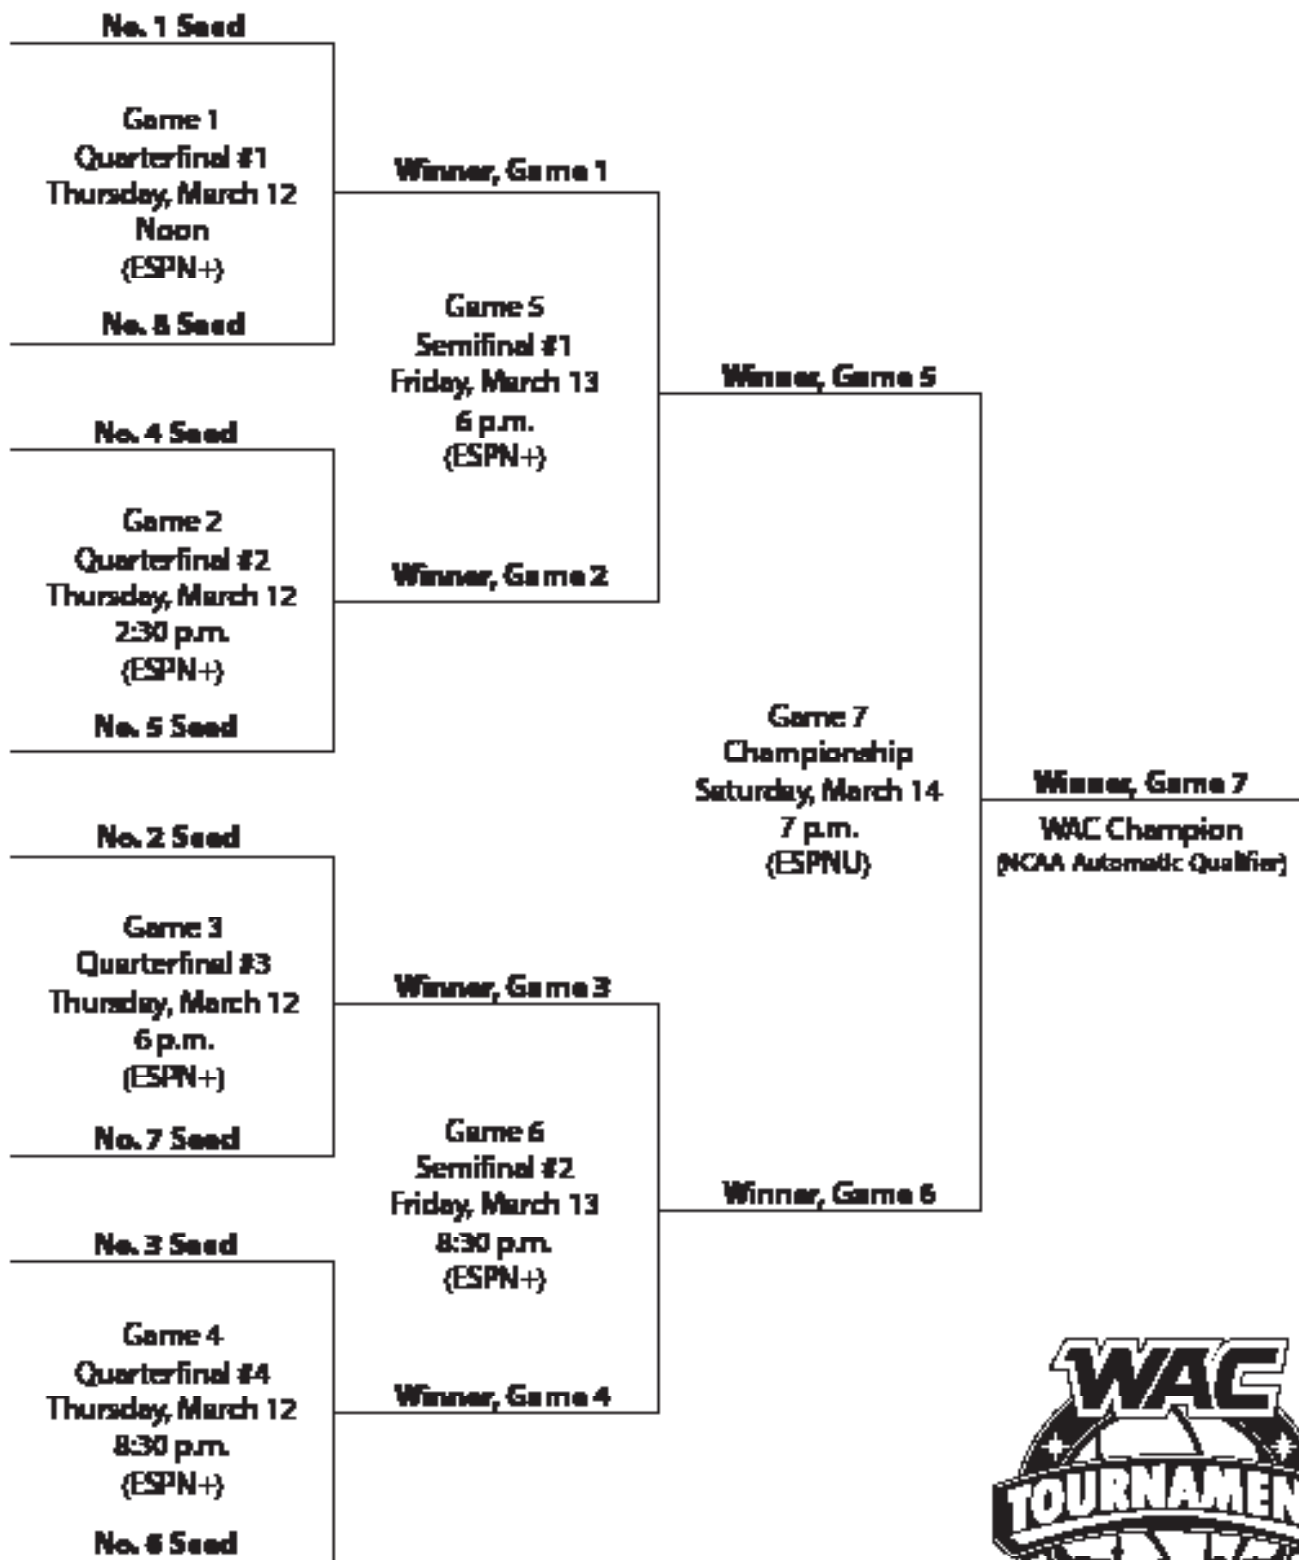 No. 1 Seed
Game 1
Quarterfinal #1
Thursday, March 12
Noon
(ESPN+)
No. 8 Seed
No. 4 Seed
Game 2
Quarterfinal #2
Thursday, March 12
2:30 p.m.
(ESPN+)
No. 5 Seed
No. 2 Seed
Game 3
Quarterfinal #3
Thursday, March 12
6 p.m.
(ESPN+)
No. 7 Seed
No. 3 Seed
Game 4
Quarterfinal #4
Thursday, March 12
8:30 p.m.
(ESPN+)
No. 6 Seed
Winner, Game 1
Game 5
Semifinal #1
Friday, March 13
6 p.m.
(ESPN+)
Winner, Game 2
Winner, Game 3
Game 6
Semifinal #2
Friday, March 13
8:30 p.m.
(ESPN+)
Winner, Game 4
Winner, Game 5
Game 7
Championship
Saturday, March 14
7 p.m.
(ESPNU)
Winner, Game 6
Winner, Game 7
WAC Champion
(NCAA Automatic Qualifier)
WAC
TOURNAMEN